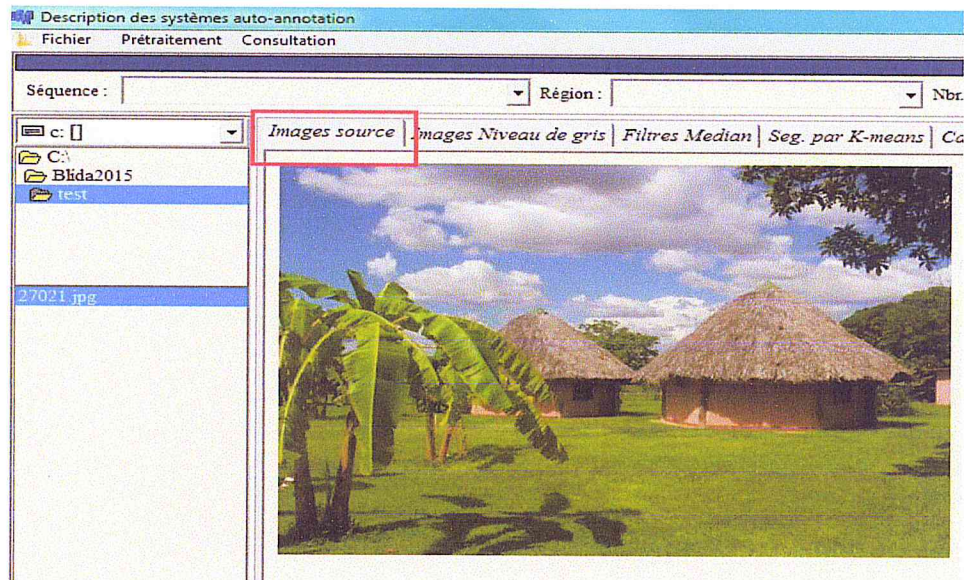 Description des systèmes auto-annotation
Fichier Prétraitement Consultation
Séquence : Région : Nbr.
c: []
C:\
Blida2015
test
27021.jpg
Images source Images Niveau de gris Filtres Median Seg. par K-means Ca